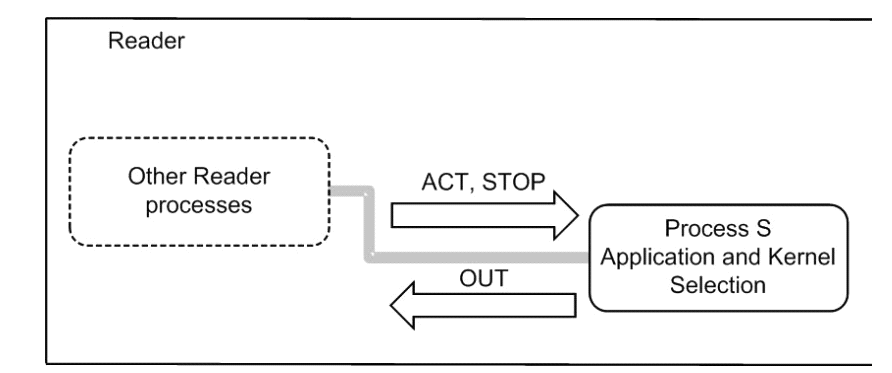 Reader
Other Reader
processes
ACT, STOP
Process S
Application and Kernel
Selection
OUT